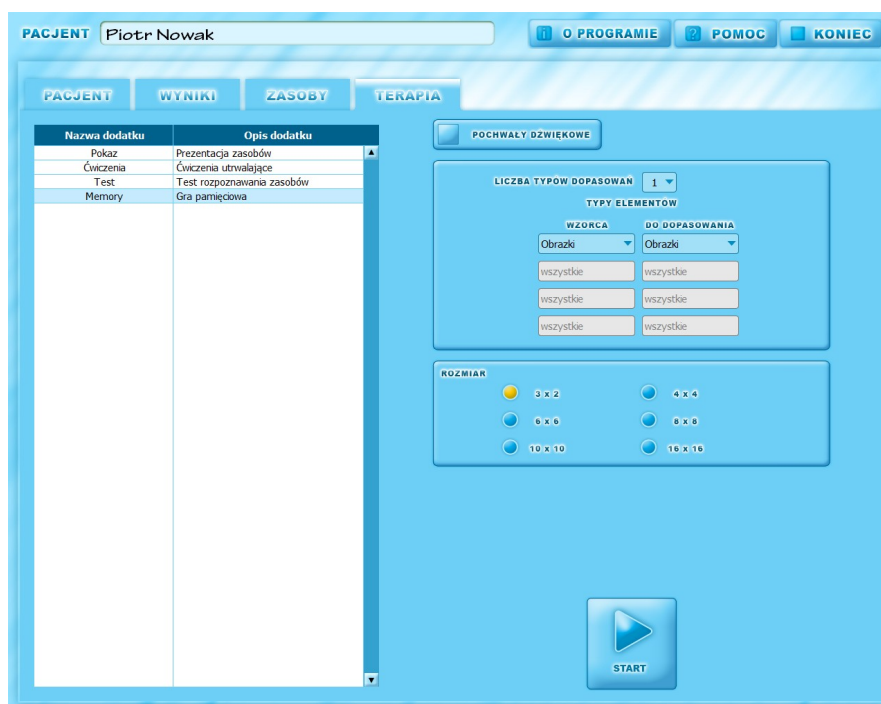 PACJENT Piotr Nowak O PROGRAMIE POMOC KONIEC
PACJENT WYNIKI ZASOBY TERAPIA
Nazwa dodatku Opis dodatku
Pokaz Prezentacja zasobów
Ćwiczenia Ćwiczenia utrwalające
Test Test rozpoznawania zasobów
Memory Gra pamięciowa
POCHWAŁY DŹWIĘKOWE
LICZBA TYPÓW DOPASOWAŃ 1
TYPY ELEMENTÓW
WZORCA DO DOPASOWANIA
Obrazki Obrazki
wszystkie wszystkie
wszystkie wszystkie
wszystkie wszystkie
ROZMIAR
3 x 2 4 x 4
6 x 6 8 x 8
10 x 10 16 x 16
START